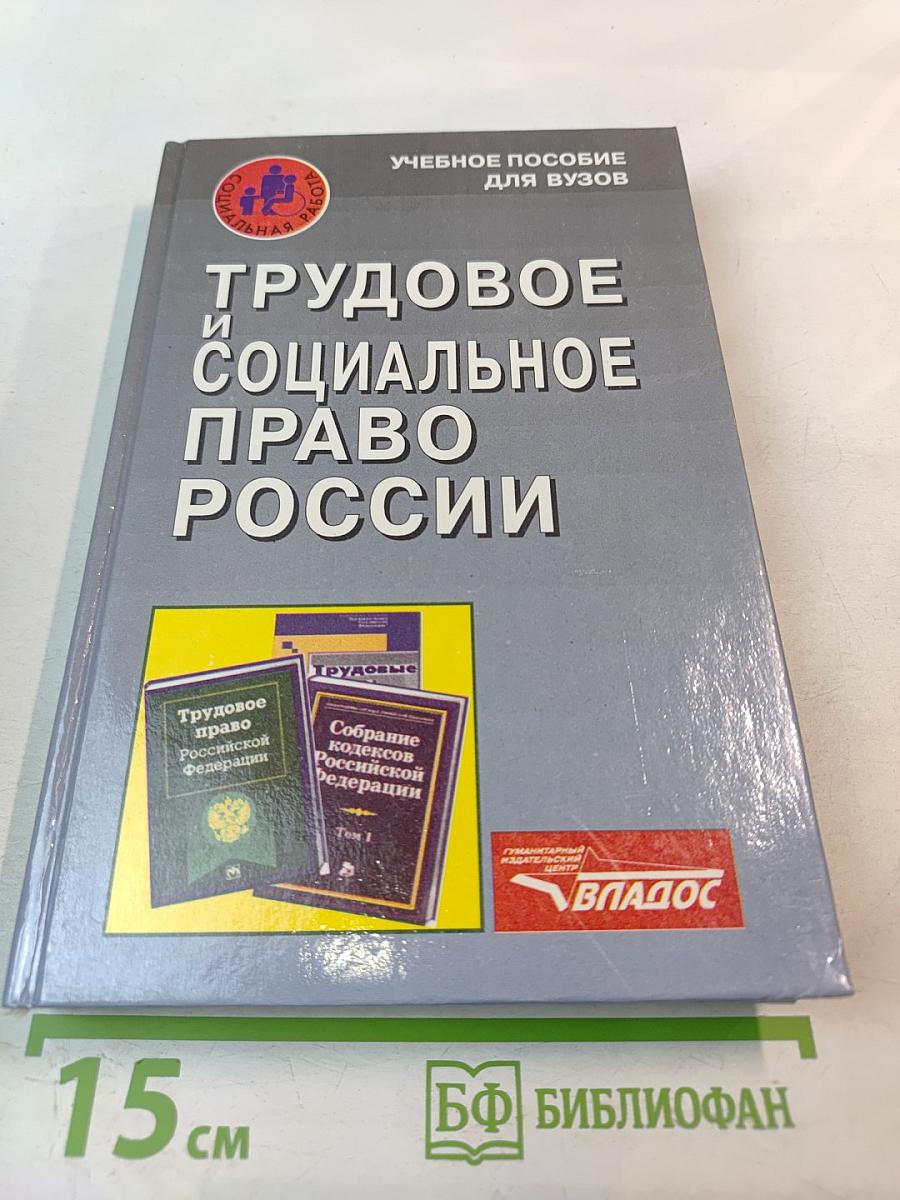 СОЦИАЛЬНАЯ РАБОТА
УЧЕБНОЕ ПОСОБИЕ
ДЛЯ ВУЗОВ
ТРУДОВОЕ
И
СОЦИАЛЬНОЕ
ПРАВО
РОССИИ
Трудовые
Трудовое
право
Российской
Федерации
Собрание
кодексов
Российской
Федерации
Том 1
ГУМАНИТАРНЫЙ
ИЗДАТЕЛЬСКИЙ
ЦЕНТР
ВЛАДОС
15 см
БФ БИБЛИОФАН